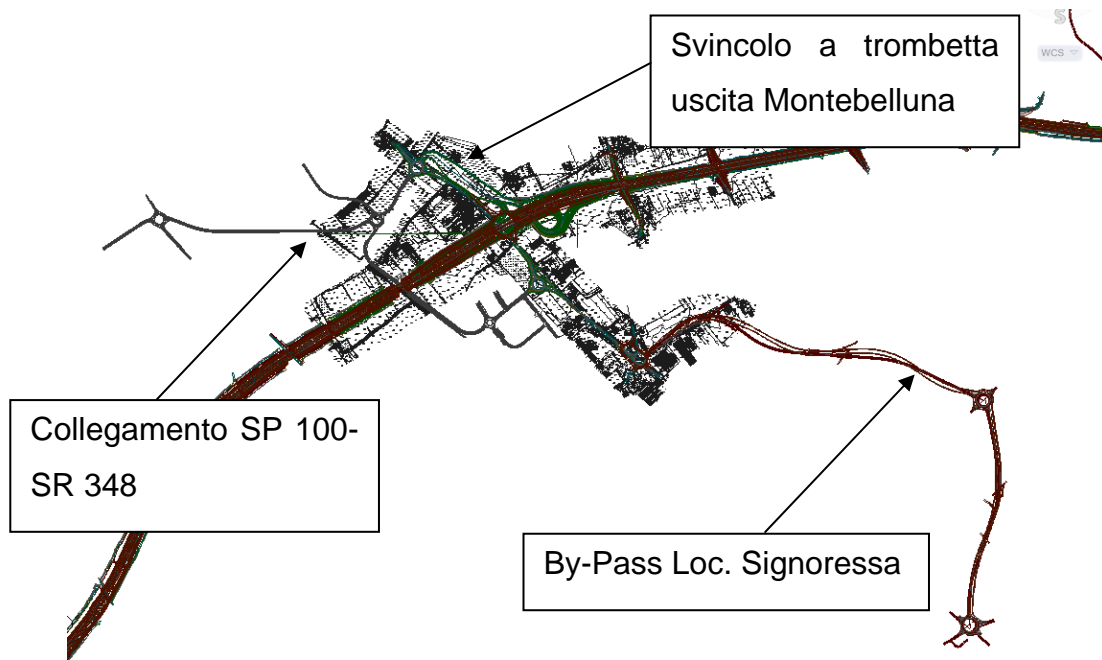 Svincolo a trombetta
uscita Montebelluna
S
WCS
Collegamento SP 100-
SR 348
By-Pass Loc. Signoressa